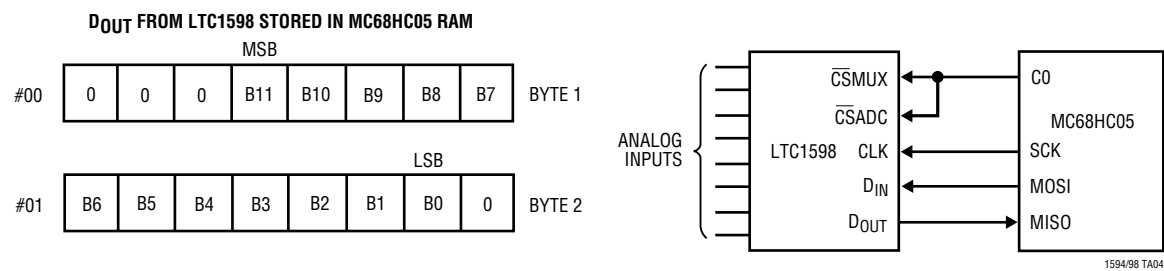 DOUT FROM LTC1598 STORED IN MC68HC05 RAM
MSB
#00 0 0 0 B11 B10 B9 B8 B7 BYTE 1
LSB
#01 B6 B5 B4 B3 B2 B1 B0 0 BYTE 2
ANALOG
INPUTS
LTC1598
C̅S̅MUX
C̅S̅ADC
CLK
DIN
DOUT
C0
MC68HC05
SCK
MOSI
MISO
1594/98 TA04